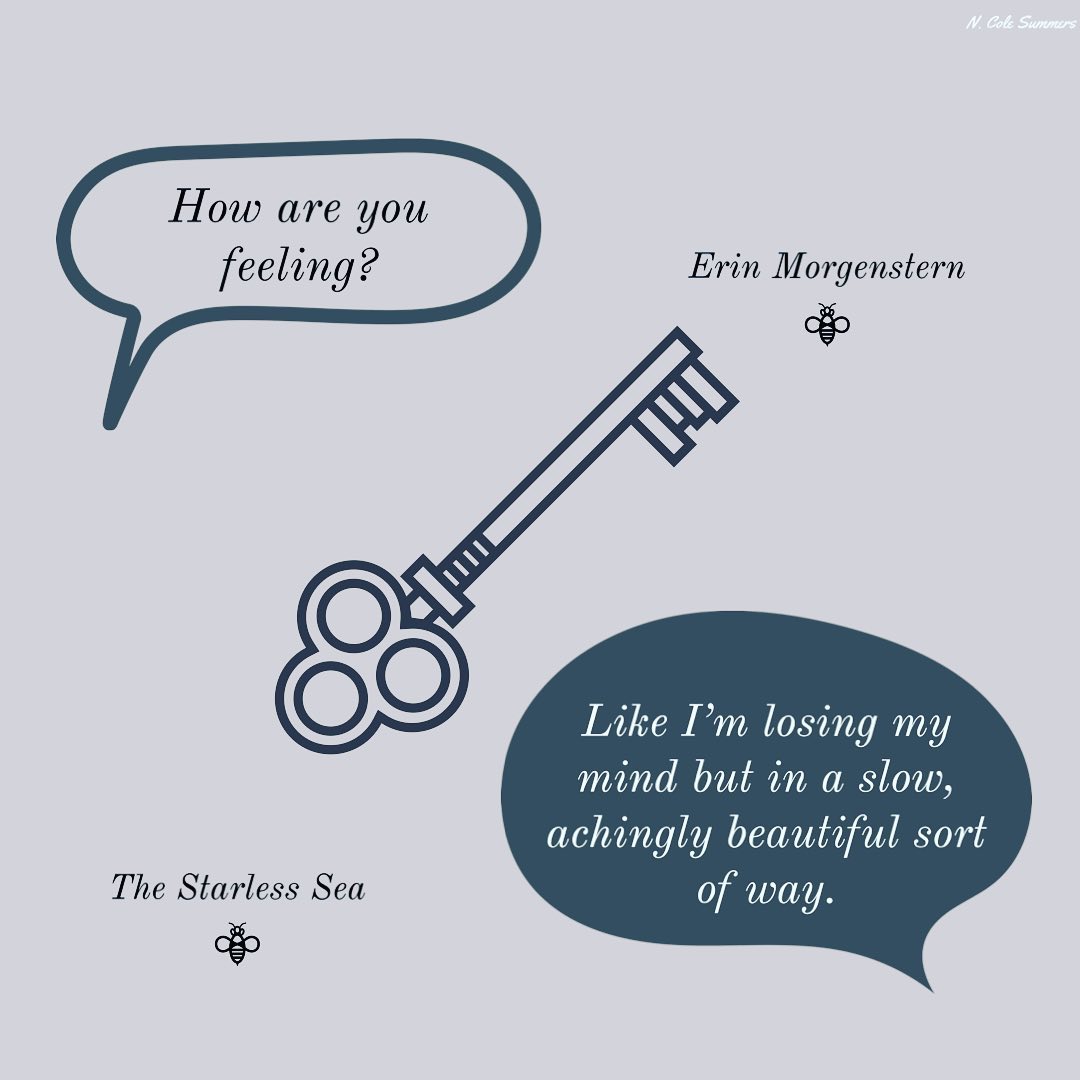 N. Cole Summers
How are you
feeling?
Erin Morgenstern
Like I’m losing my
mind but in a slow,
achingly beautiful sort
of way.
The Starless Sea